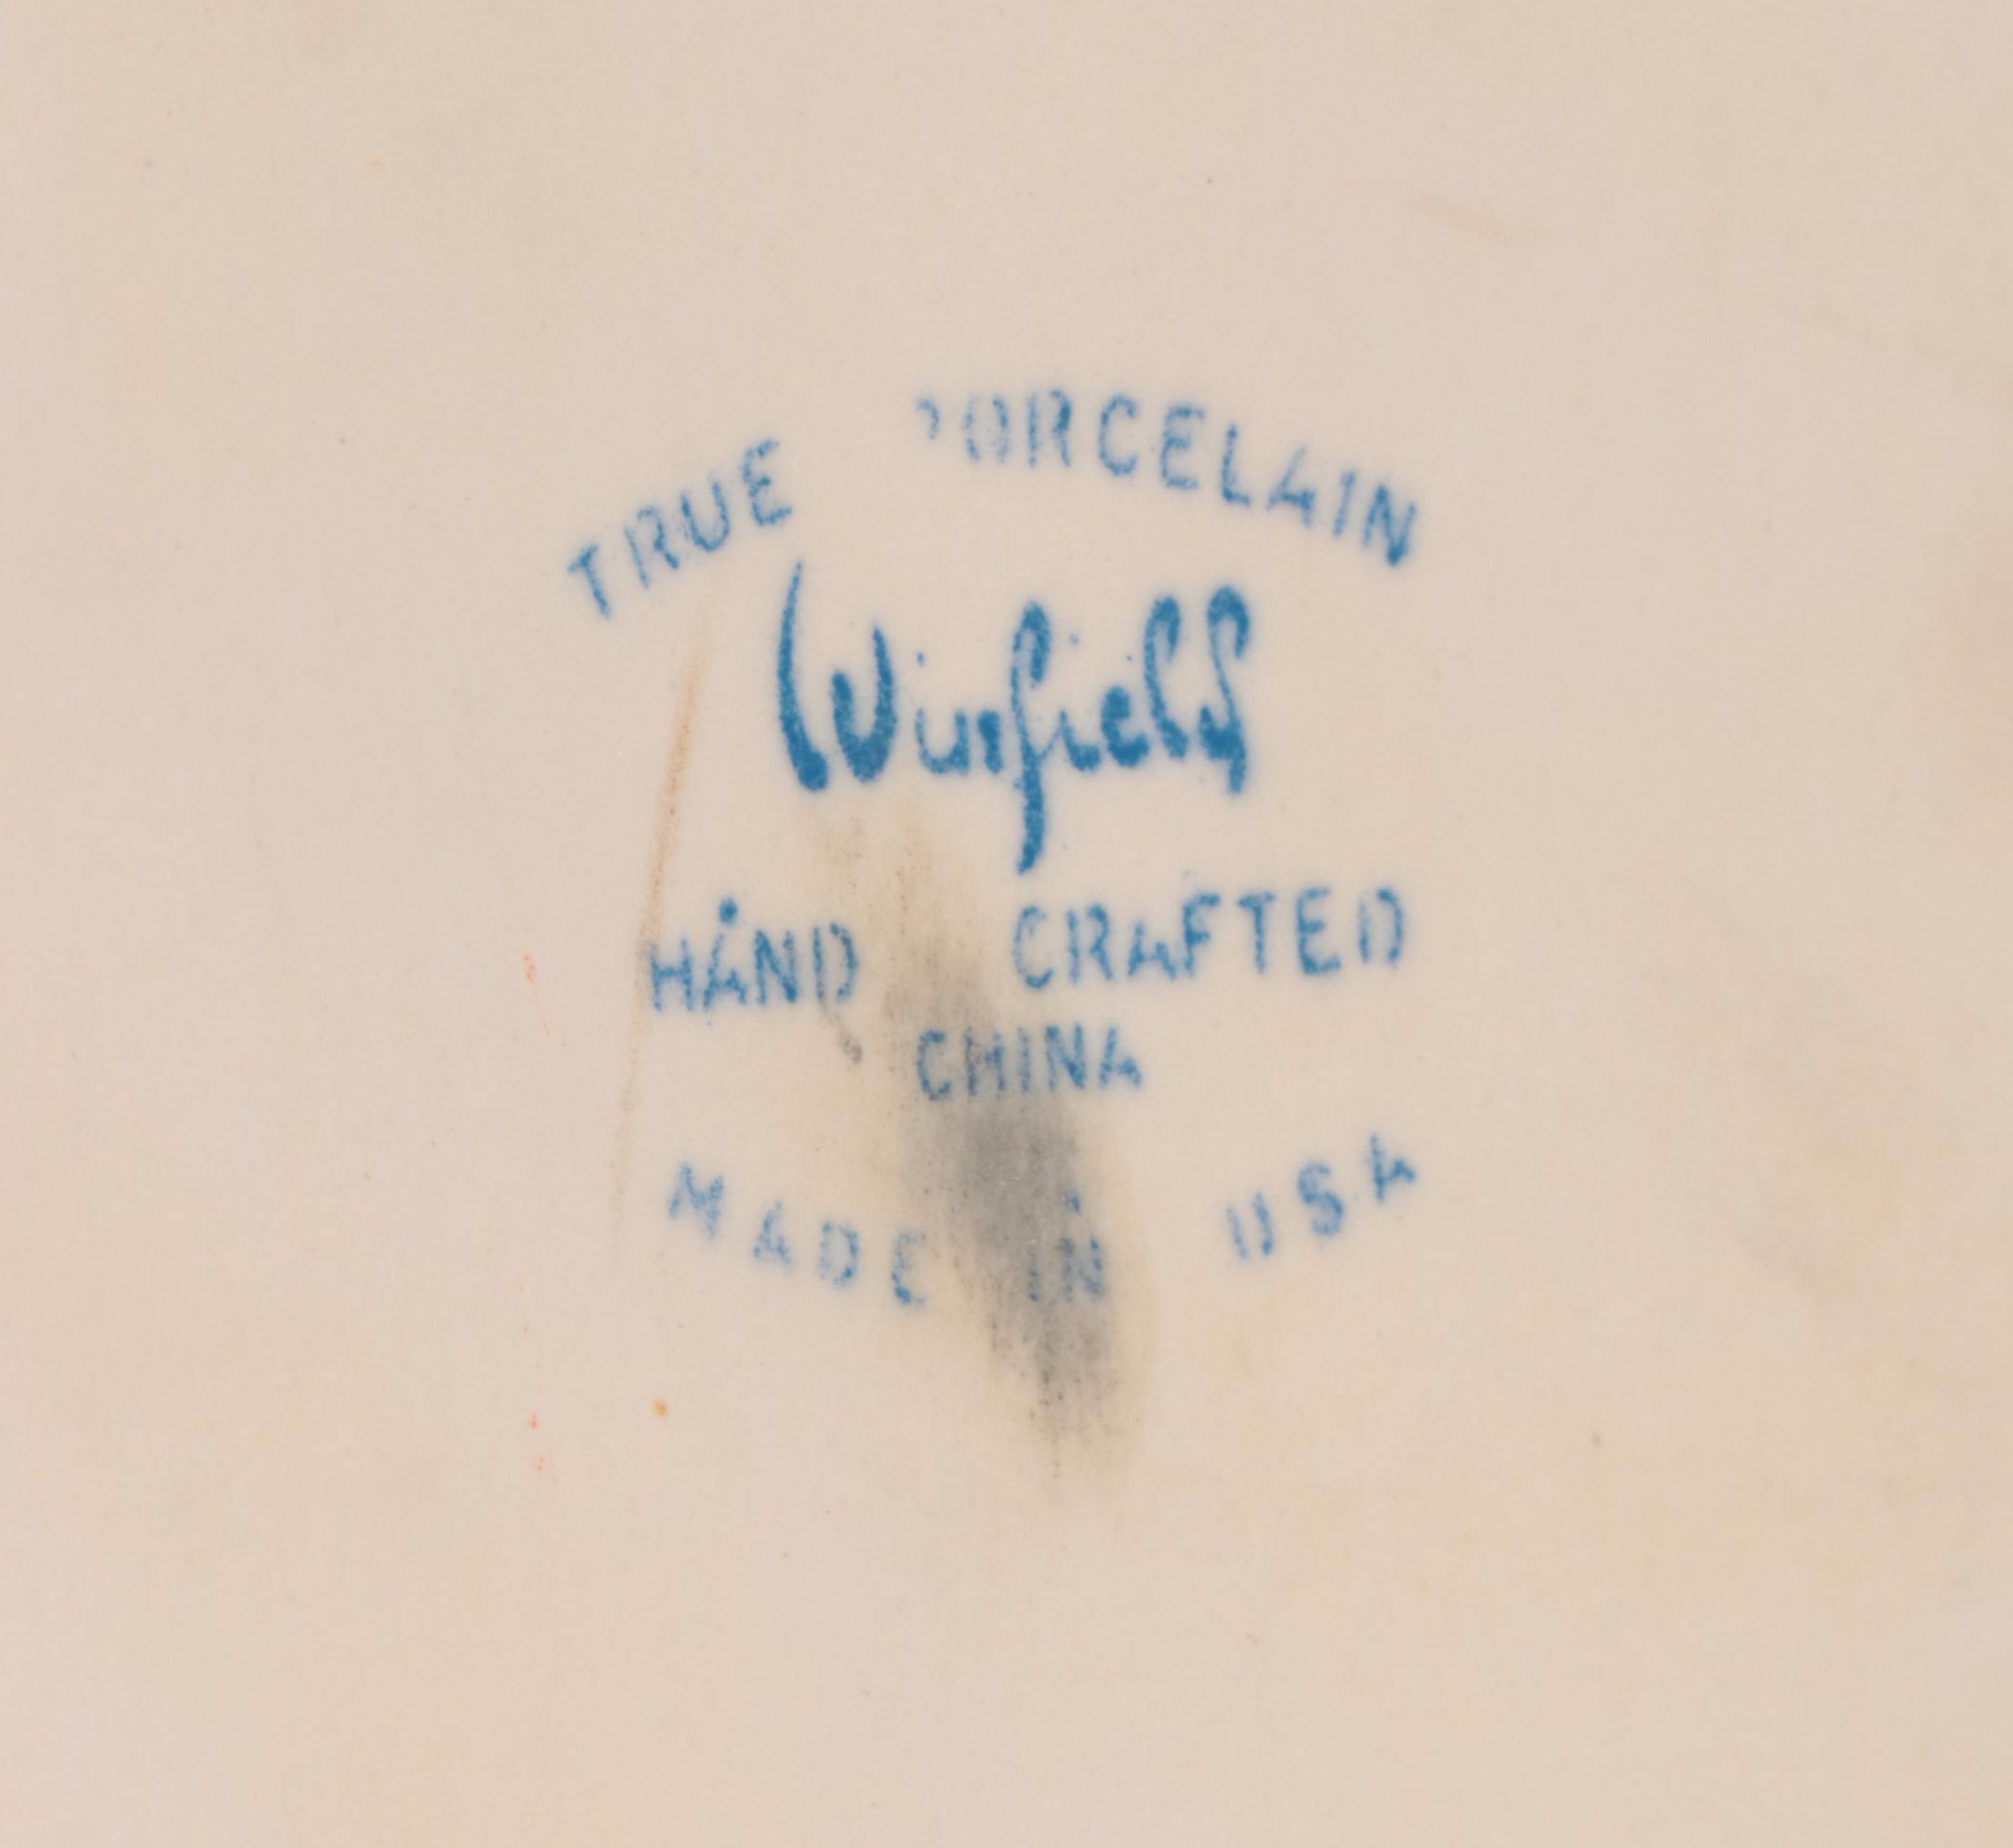 TRUE PORCELAIN
Winfield
HAND CRAFTED
CHINA
MADE IN USA